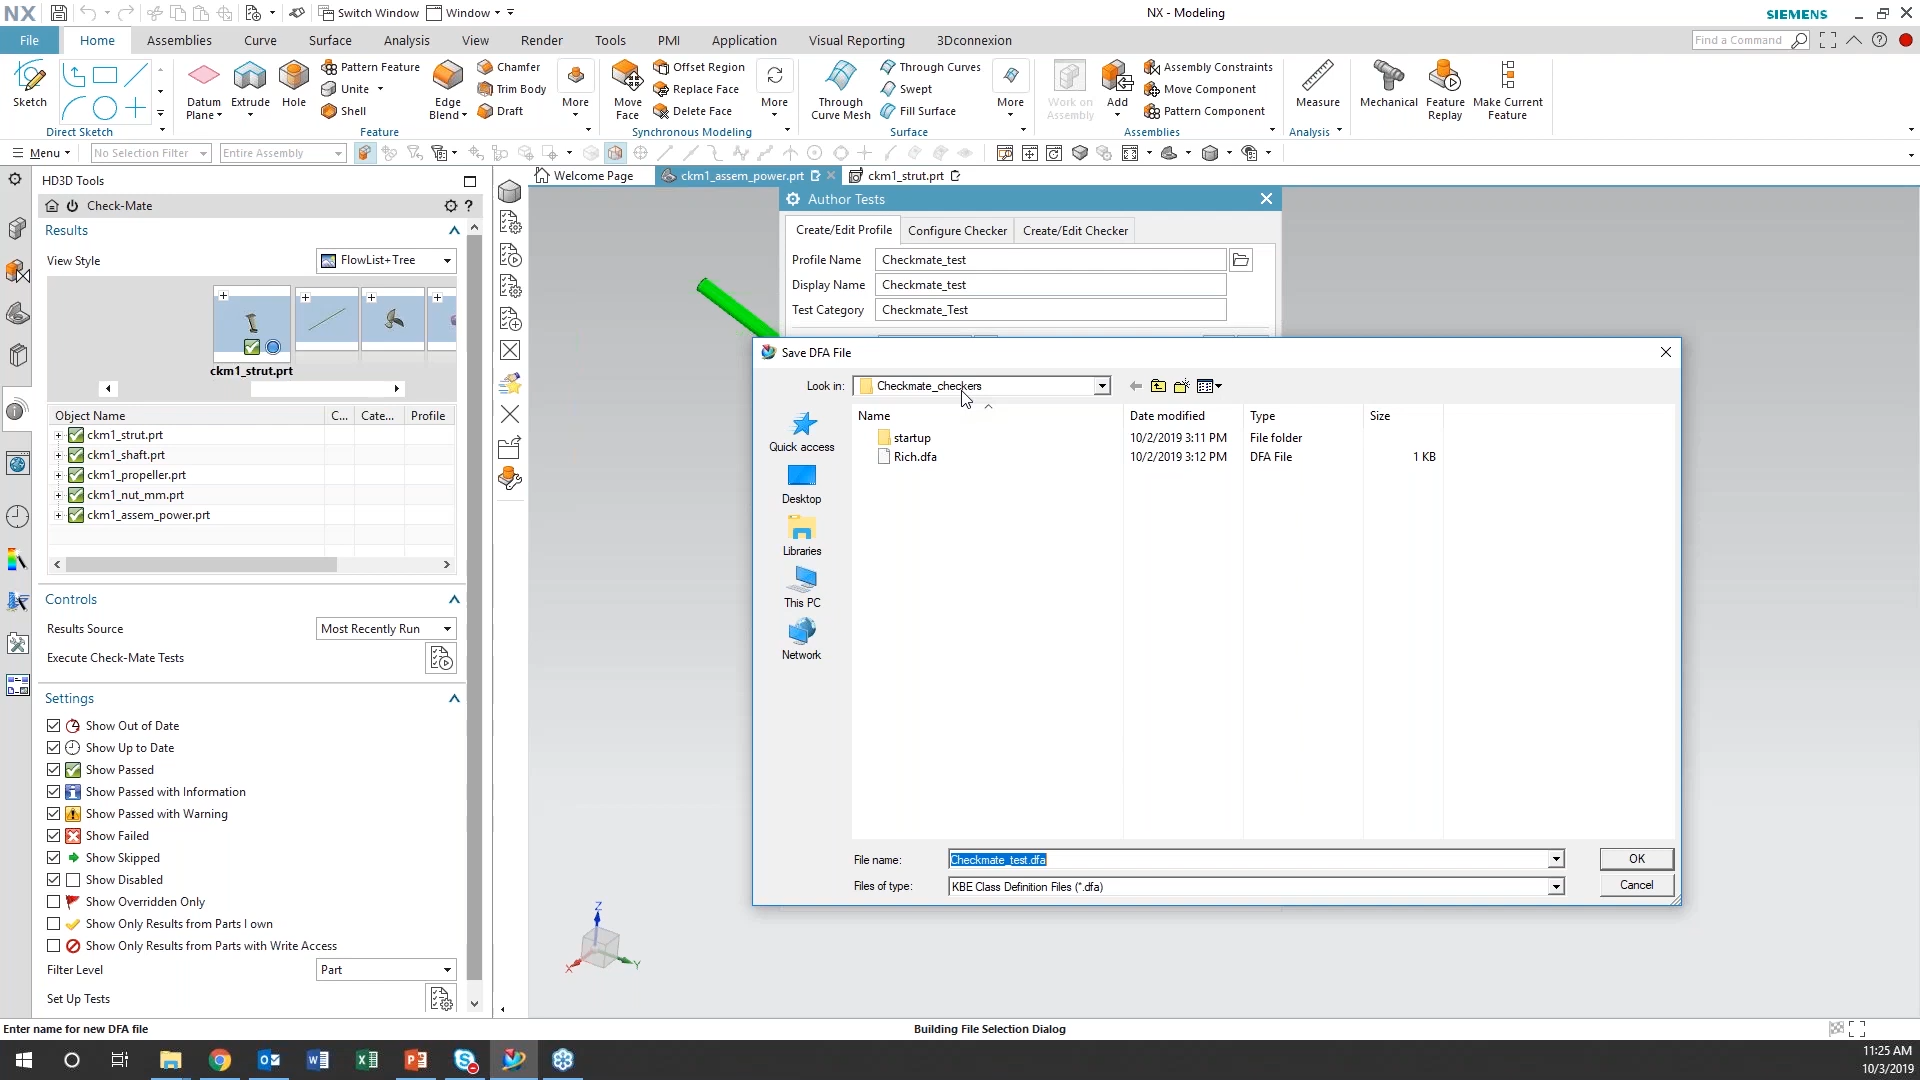 NX
Switch Window
Window
NX - Modeling
SIEMENS
File
Home
Assemblies
Curve
Surface
Analysis
View
Render
Tools
PMI
Application
Visual Reporting
3Dconnexion
Find a Command
Sketch
Datum Plane
Extrude
Hole
Pattern Feature
Unite
Shell
Edge Blend
Chamfer
Trim Body
Draft
More
Move Face
Offset Region
Replace Face
Delete Face
More
Through Curve Mesh
Through Curves
Swept
Fill Surface
More
Work on Assembly
Add
Assembly Constraints
Move Component
Pattern Component
Measure
Mechanical
Feature Replay
Make Current Feature
Direct Sketch
Feature
Synchronous Modeling
Surface
Assemblies
Analysis
Menu
No Selection Filter
Entire Assembly
HD3D Tools
Check-Mate
Results
View Style
FlowList+Tree
ckm1_strut.prt
Object Name
C...
Cate...
Profile
ckm1_strut.prt
ckm1_shaft.prt
ckm1_propeller.prt
ckm1_nut_mm.prt
ckm1_assem_power.prt
Controls
Results Source
Most Recently Run
Execute Check-Mate Tests
Settings
Show Out of Date
Show Up to Date
Show Passed
Show Passed with Information
Show Passed with Warning
Show Failed
Show Skipped
Show Disabled
Show Overridden Only
Show Only Results from Parts I own
Show Only Results from Parts with Write Access
Filter Level
Part
Set Up Tests
Welcome Page
ckm1_assem_power.prt
ckm1_strut.prt
Author Tests
Create/Edit Profile
Configure Checker
Create/Edit Checker
Profile Name
Checkmate_test
Display Name
Checkmate_test
Test Category
Checkmate_Test
Save DFA File
Look in:
Checkmate_checkers
Quick access
Desktop
Libraries
This PC
Network
Name
Date modified
Type
Size
startup
10/2/2019 3:11 PM
File folder
Rich.dfa
10/2/2019 3:12 PM
DFA File
1 KB
File name:
Checkmate_test.dfa
OK
Files of type:
KBE Class Definition Files (*.dfa)
Cancel
Z
X
Y
Enter name for new DFA file
Building File Selection Dialog
11:25 AM
10/3/2019